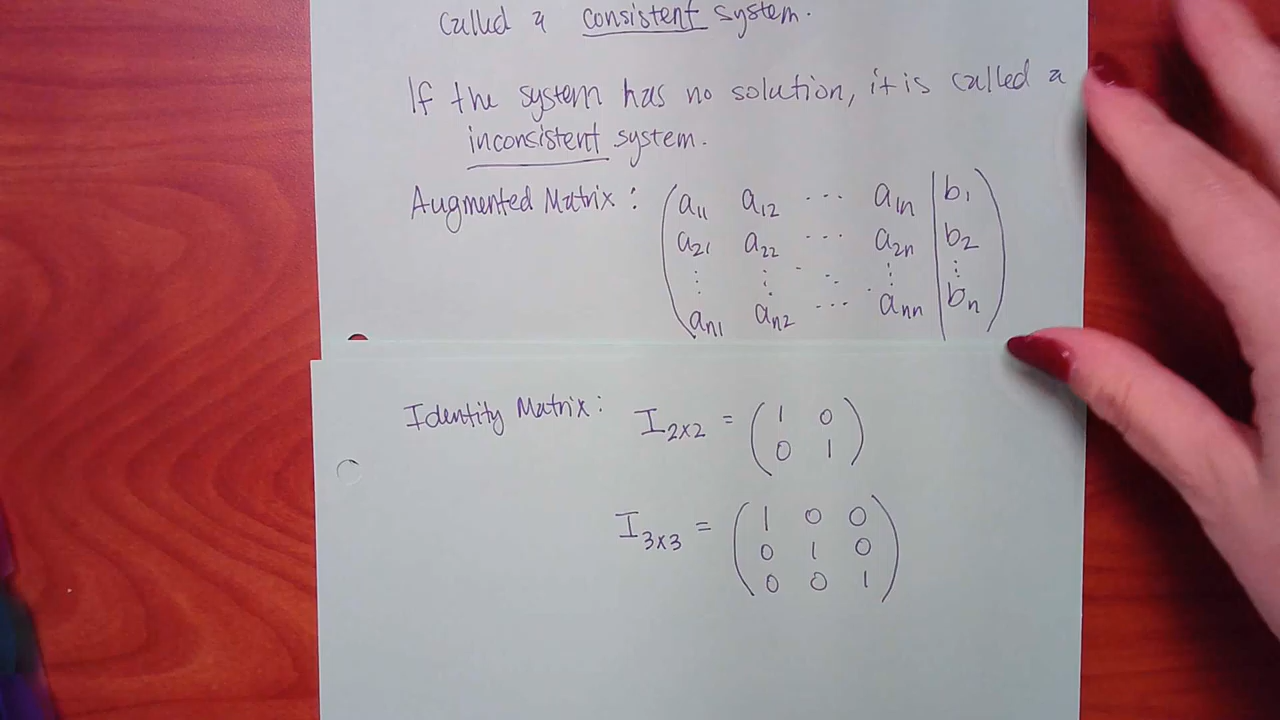 called a consistent system.
If the system has no solution, it is called a
inconsistent system.
Augmented Matrix: ( a11 a12 ... a1n | b1 )
a21 a22 ... a2n | b2
⋮ ⋮ ⋱ ⋮ | ⋮
an1 an2 ... ann | bn
Identity Matrix: I2x2 = ( 1 0
0 1 )
I3x3 = ( 1 0 0
0 1 0
0 0 1 )